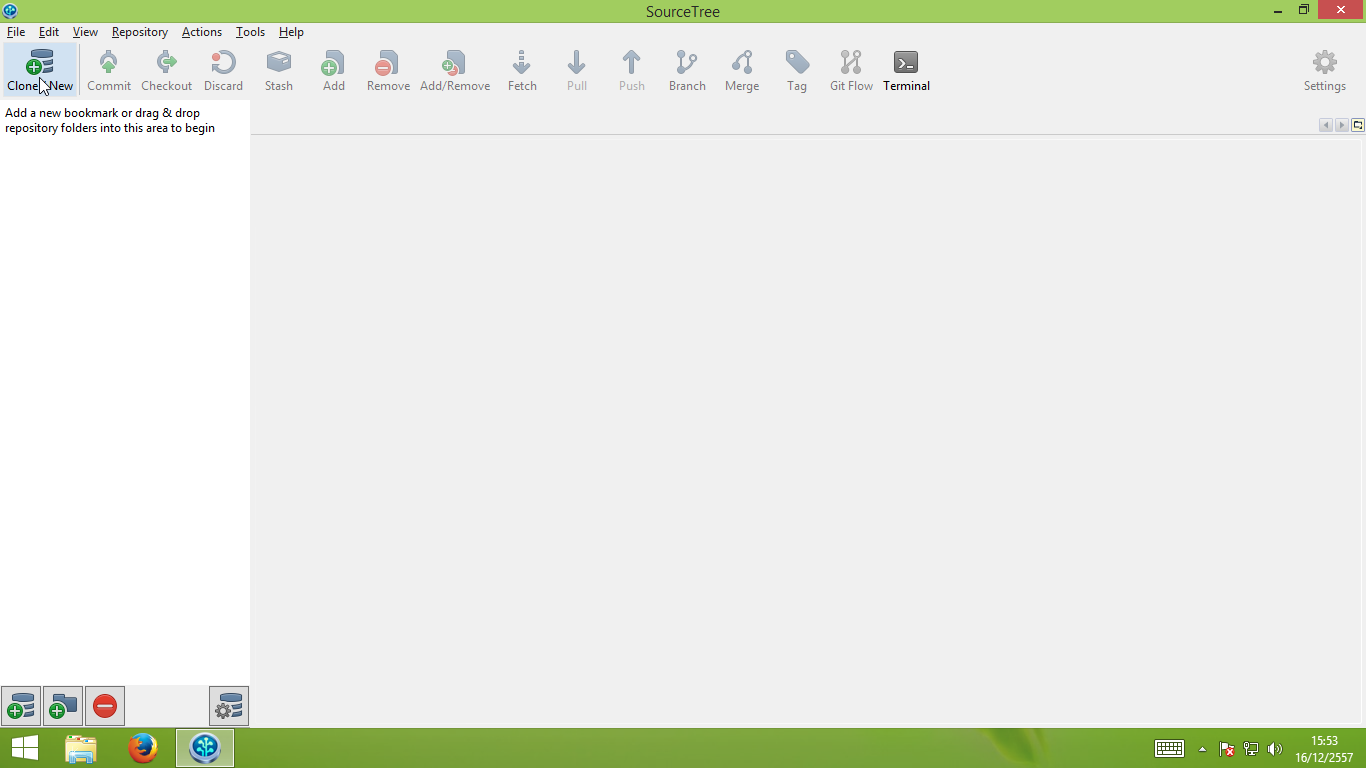 SourceTree
File Edit View Repository Actions Tools Help
Clone / New Commit Checkout Discard Stash Add Remove Add/Remove Fetch Pull Push Branch Merge Tag Git Flow Terminal Settings
Add a new bookmark or drag & drop
repository folders into this area to begin
15:53
16/12/2557